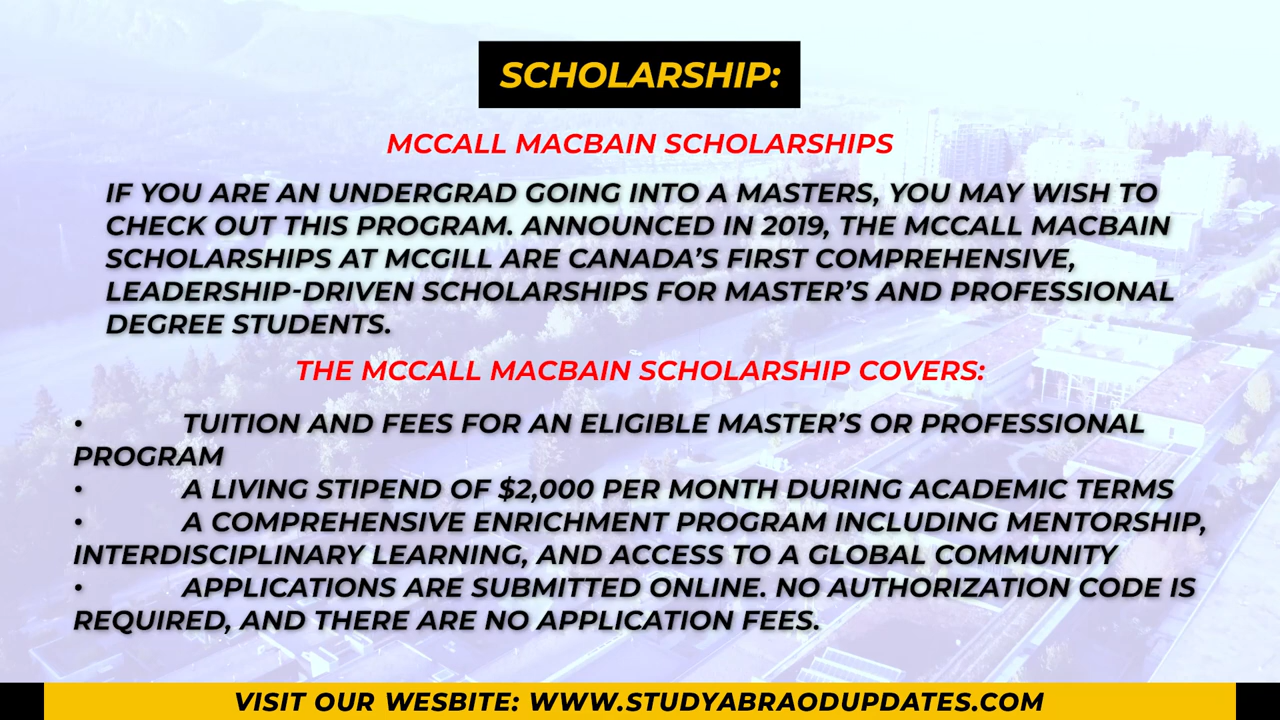 SCHOLARSHIP:
MCCALL MACBAIN SCHOLARSHIPS
IF YOU ARE AN UNDERGRAD GOING INTO A MASTERS, YOU MAY WISH TO
CHECK OUT THIS PROGRAM. ANNOUNCED IN 2019, THE MCCALL MACBAIN
SCHOLARSHIPS AT MCGILL ARE CANADA’S FIRST COMPREHENSIVE,
LEADERSHIP-DRIVEN SCHOLARSHIPS FOR MASTER’S AND PROFESSIONAL
DEGREE STUDENTS.
THE MCCALL MACBAIN SCHOLARSHIP COVERS:
• TUITION AND FEES FOR AN ELIGIBLE MASTER’S OR PROFESSIONAL
PROGRAM
• A LIVING STIPEND OF $2,000 PER MONTH DURING ACADEMIC TERMS
• A COMPREHENSIVE ENRICHMENT PROGRAM INCLUDING MENTORSHIP,
INTERDISCIPLINARY LEARNING, AND ACCESS TO A GLOBAL COMMUNITY
• APPLICATIONS ARE SUBMITTED ONLINE. NO AUTHORIZATION CODE IS
REQUIRED, AND THERE ARE NO APPLICATION FEES.
VISIT OUR WESBITE: WWW.STUDYABRAODUPDATES.COM